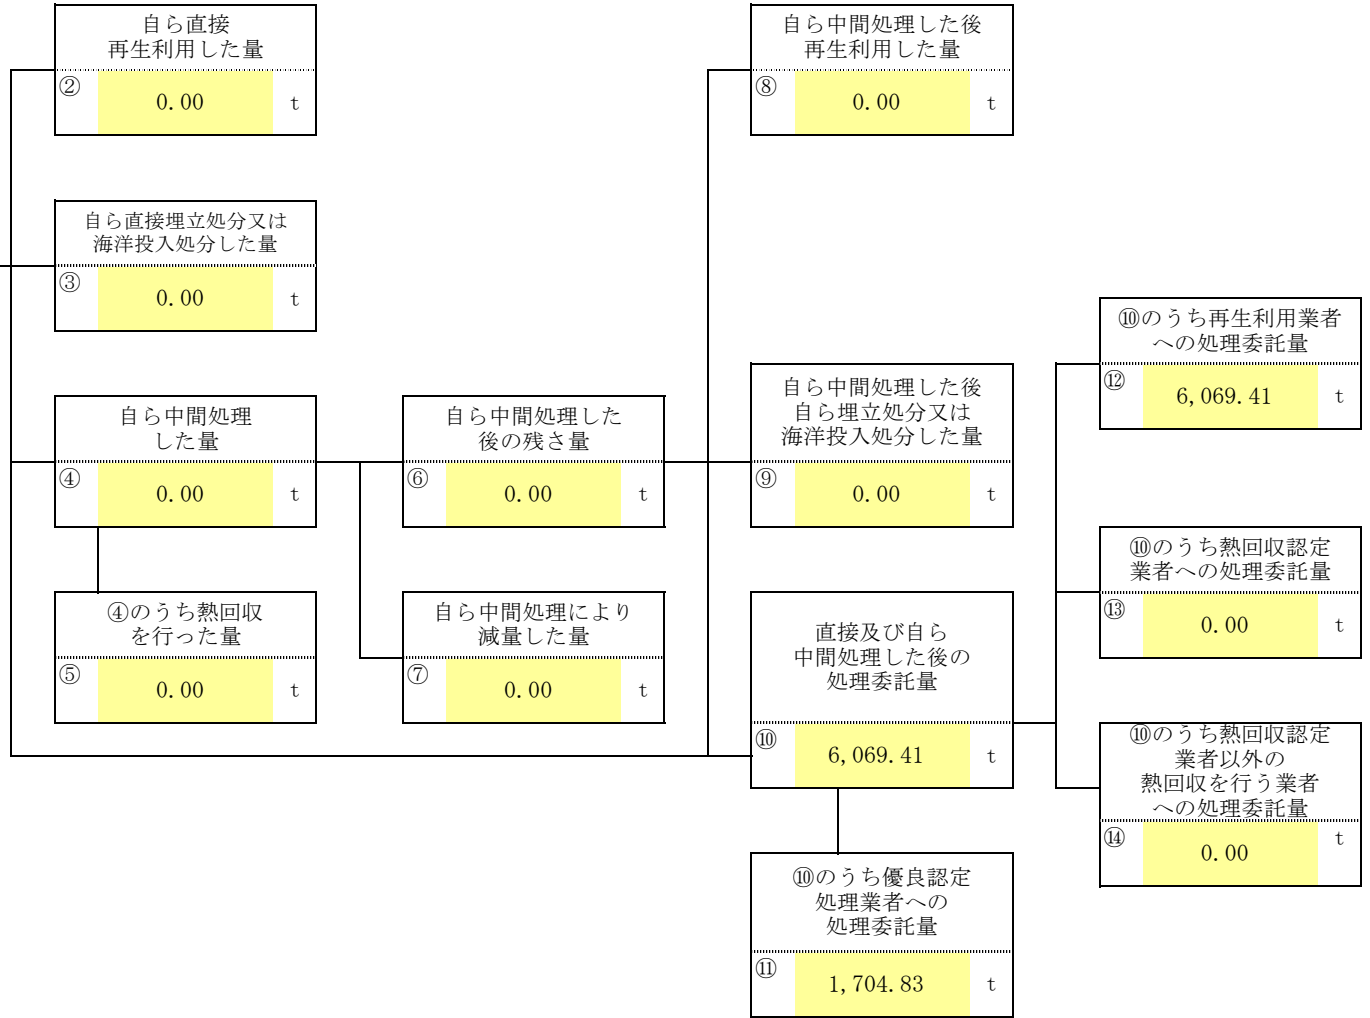 自ら直接
再生利用した量
② 0.00 t
自ら直接埋立処分又は
海洋投入処分した量
③ 0.00 t
自ら中間処理
した量
④ 0.00 t
④のうち熱回収
を行った量
⑤ 0.00 t
自ら中間処理した
後の残さ量
⑥ 0.00 t
自ら中間処理により
減量した量
⑦ 0.00 t
自ら中間処理した後
再生利用した量
⑧ 0.00 t
自ら中間処理した後
自ら埋立処分又は
海洋投入処分した量
⑨ 0.00 t
直接及び自ら
中間処理した後の
処理委託量
⑩ 6,069.41 t
⑩のうち優良認定
処理業者への
処理委託量
⑪ 1,704.83 t
⑩のうち再生利用業者
への処理委託量
⑫ 6,069.41 t
⑩のうち熱回収認定
業者への処理委託量
⑬ 0.00 t
⑩のうち熱回収認定
業者以外の
熱回収を行う業者
への処理委託量
⑭ 0.00 t